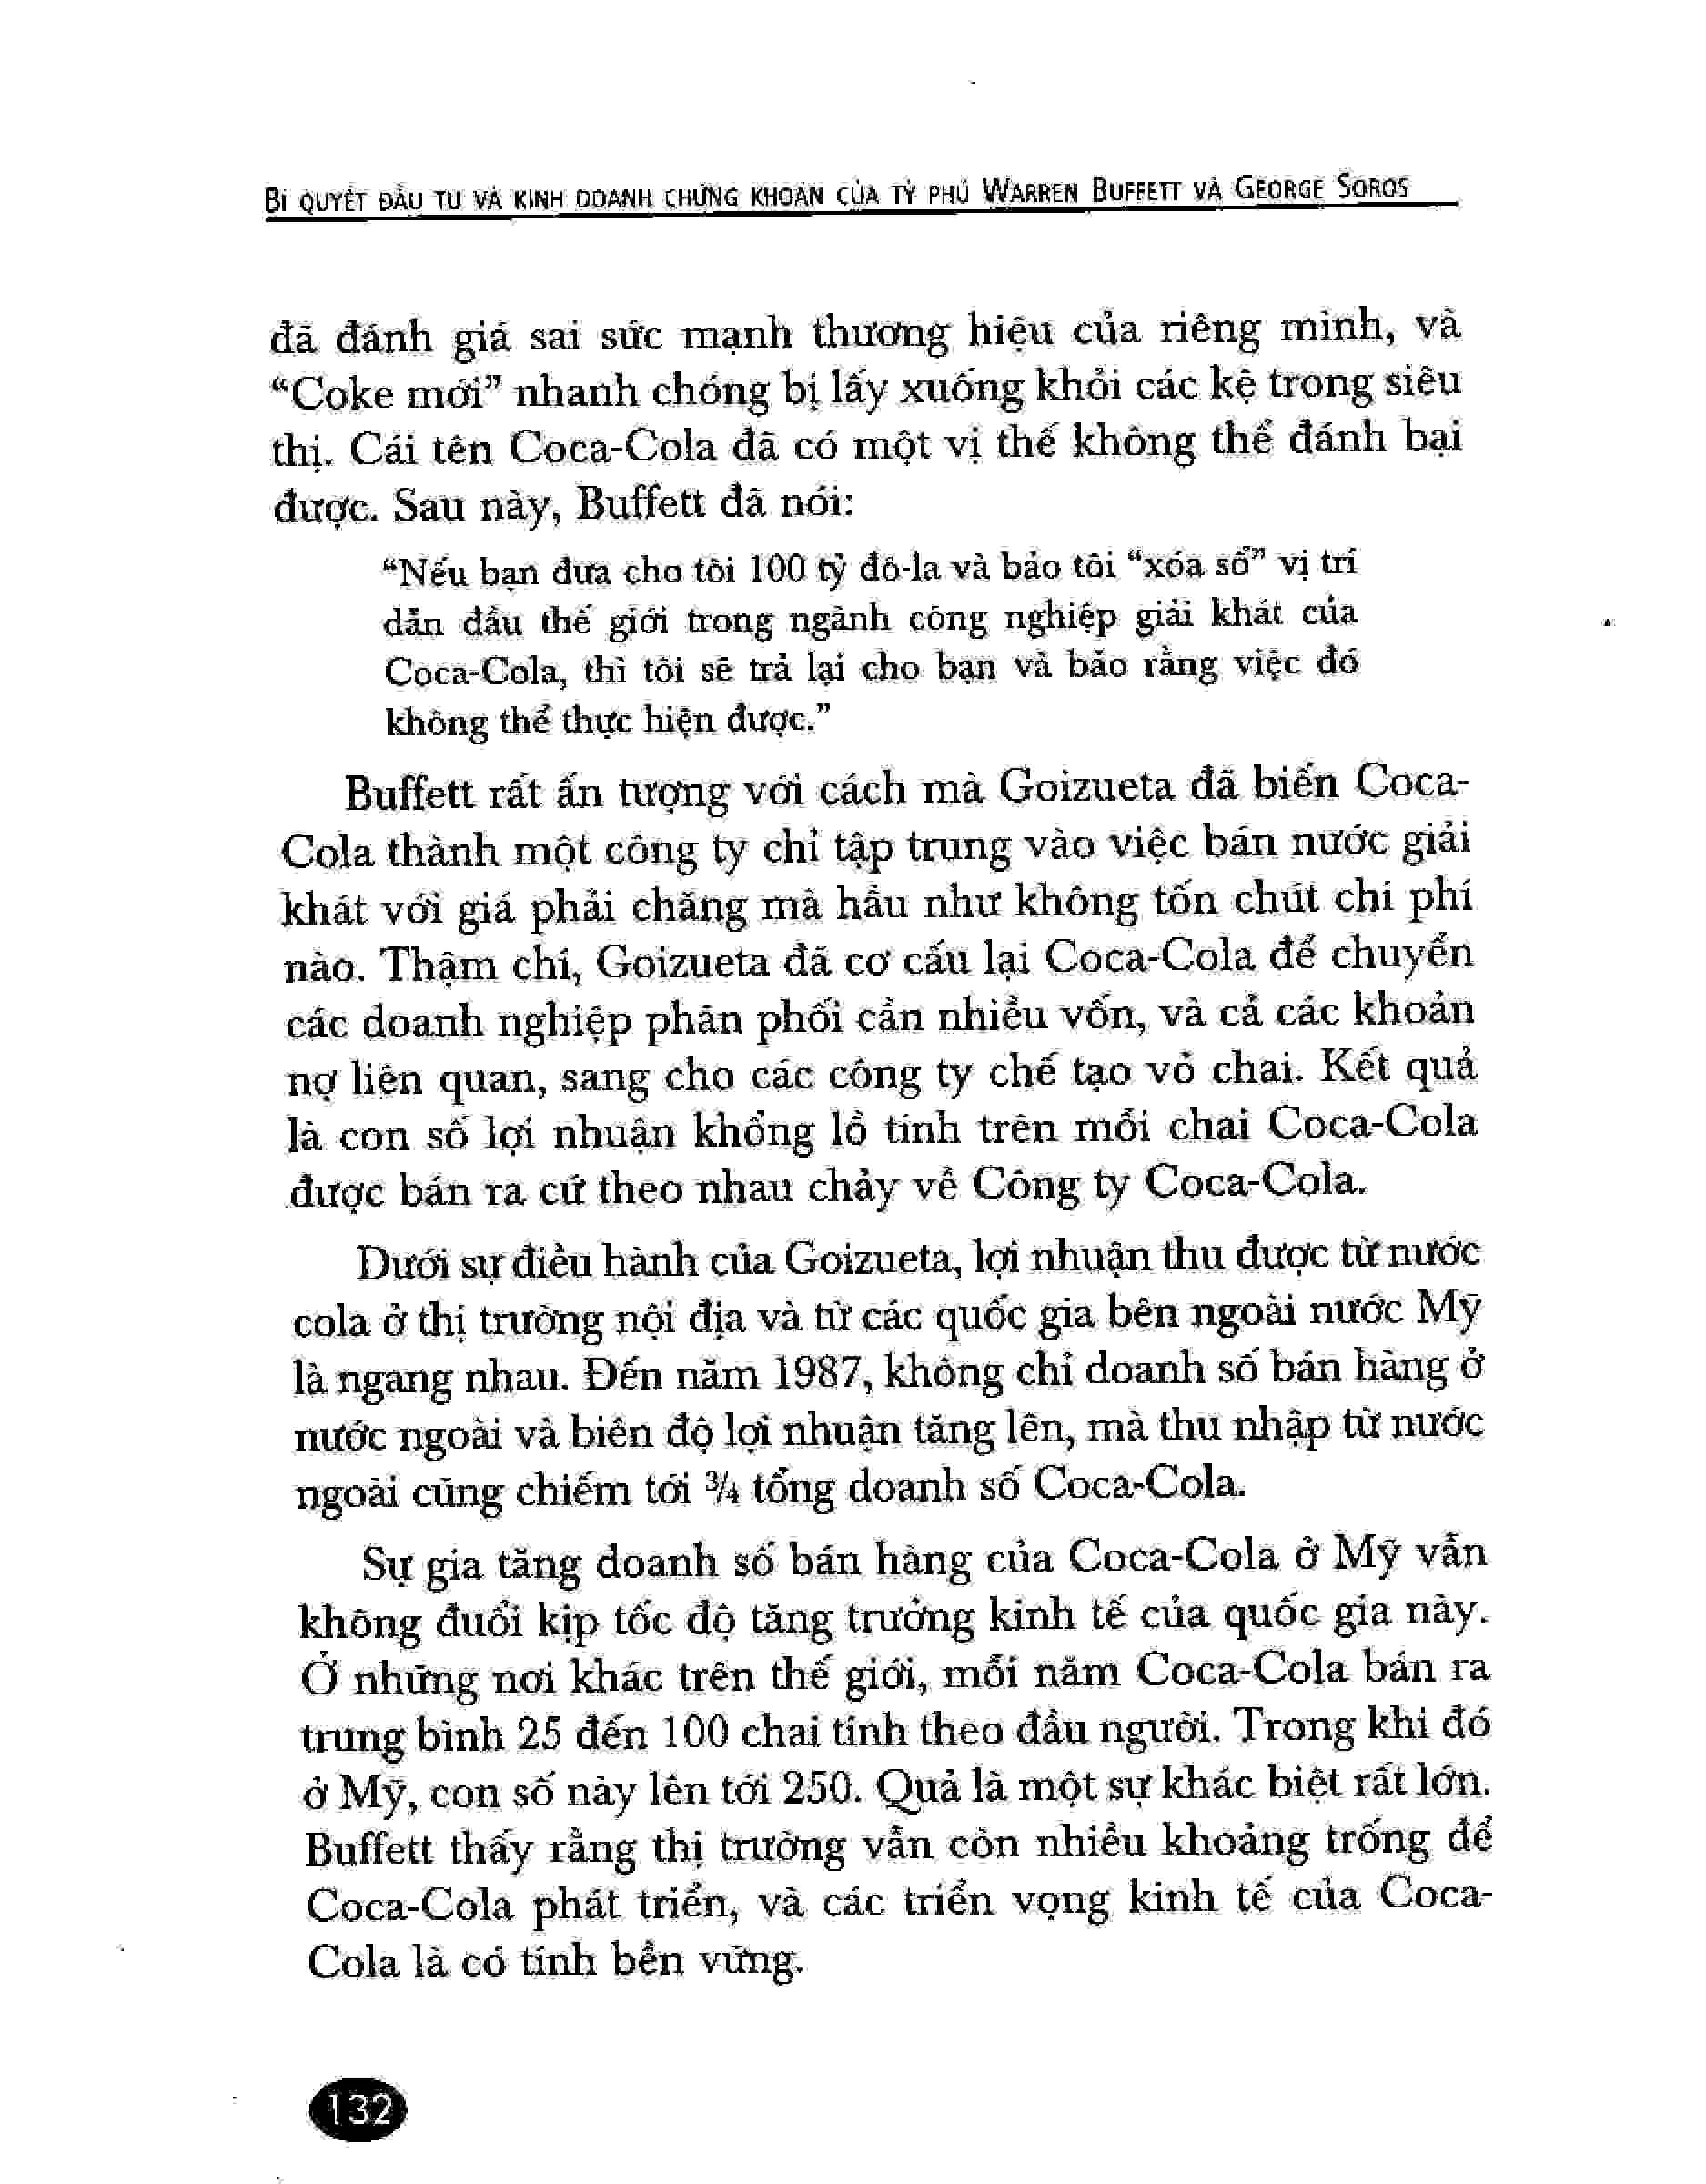 BÍ QUYẾT ĐẦU TƯ VÀ KINH DOANH CHỨNG KHOÁN CỦA TỶ PHÚ WARREN BUFFETT VÀ GEORGE SOROS
đã đánh giá sai sức mạnh thương hiệu của riêng mình, và
“Coke mới” nhanh chóng bị lấy xuống khỏi các kệ trong siêu
thị. Cái tên Coca-Cola đã có một vị thế không thể đánh bại
được. Sau này, Buffett đã nói:
“Nếu bạn đưa cho tôi 100 tỷ đô-la và bảo tôi “xóa sổ” vị trí
dẫn đầu thế giới trong ngành công nghiệp giải khát của
Coca-Cola, thì tôi sẽ trả lại cho bạn và bảo rằng việc đó
không thể thực hiện được.”
Buffett rất ấn tượng với cách mà Goizueta đã biến Coca-
Cola thành một công ty chỉ tập trung vào việc bán nước giải
khát với giá phải chăng mà hầu như không tốn chút chi phí
nào. Thậm chí, Goizueta đã cơ cấu lại Coca-Cola để chuyển
các doanh nghiệp phân phối cần nhiều vốn, và cả các khoản
nợ liên quan, sang cho các công ty chế tạo vỏ chai. Kết quả
là con số lợi nhuận khổng lồ tính trên mỗi chai Coca-Cola
được bán ra cứ theo nhau chảy về Công ty Coca-Cola.
Dưới sự điều hành của Goizueta, lợi nhuận thu được từ nước
cola ở thị trường nội địa và từ các quốc gia bên ngoài nước Mỹ
là ngang nhau. Đến năm 1987, không chỉ doanh số bán hàng ở
nước ngoài và biên độ lợi nhuận tăng lên, mà thu nhập từ nước
ngoài cũng chiếm tới ¾ tổng doanh số Coca-Cola.
Sự gia tăng doanh số bán hàng của Coca-Cola ở Mỹ vẫn
không đuổi kịp tốc độ tăng trưởng kinh tế của quốc gia này.
Ở những nơi khác trên thế giới, mỗi năm Coca-Cola bán ra
trung bình 25 đến 100 chai tính theo đầu người. Trong khi đó
ở Mỹ, con số này lên tới 250. Quả là một sự khác biệt rất lớn.
Buffett thấy rằng thị trường vẫn còn nhiều khoảng trống để
Coca-Cola phát triển, và các triển vọng kinh tế của Coca-
Cola là có tính bền vững.
132